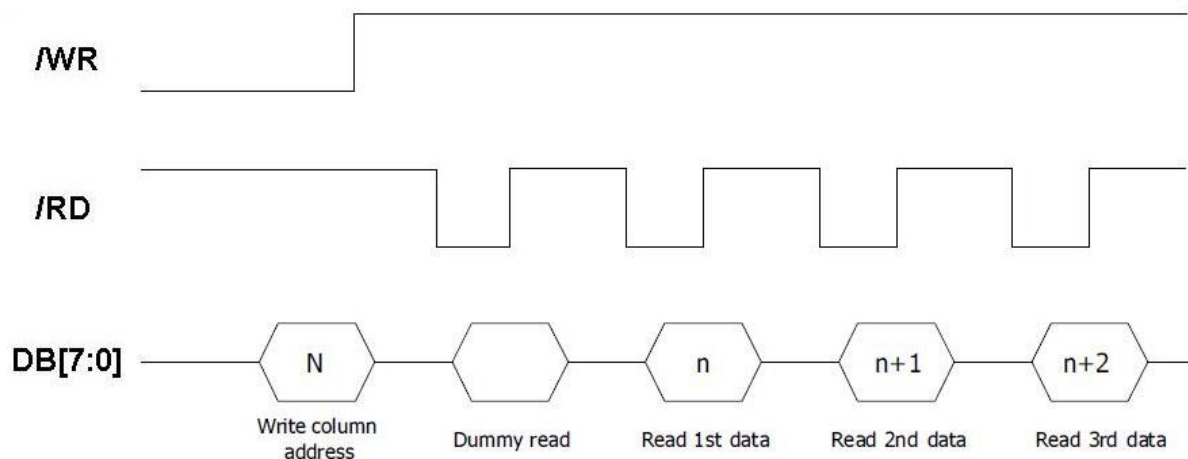 /WR
/RD
DB[7:0]
N
n
n+1
n+2
Write column
address
Dummy read
Read 1st data
Read 2nd data
Read 3rd data